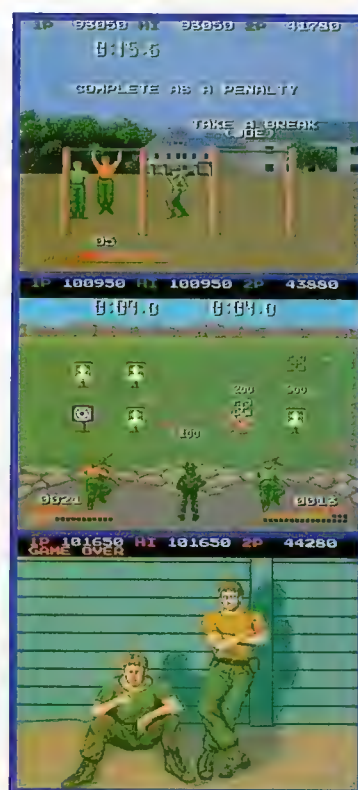 1P 93050 HI 93050 2P 41780
0:15.6
COMPLETE AS A PENALTY
TAKE A BREAK
(JOE)
05
1P 100950 HI 100950 2P 43880
0:07.0 0:04.0
200 500
100
0021 0013
1P 101650 HI 101650 2P 44280
GAME OVER